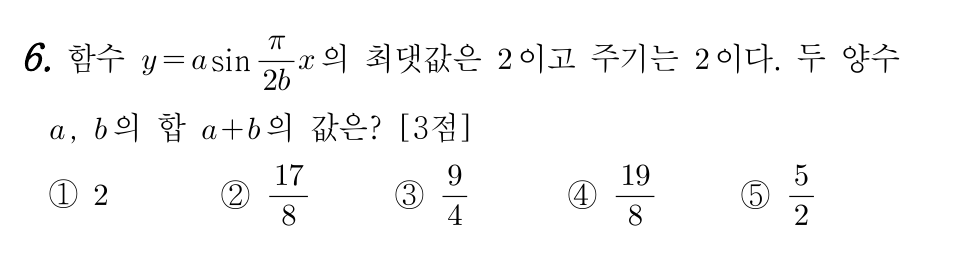 6. 함수 $y=a\sin\frac{\pi}{2b}x$의 최댓값은 2이고 주기는 2이다. 두 양수
$a$, $b$의 합 $a+b$의 값은? [3점]
① 2 ② $\frac{17}{8}$ ③ $\frac{9}{4}$ ④ $\frac{19}{8}$ ⑤ $\frac{5}{2}$